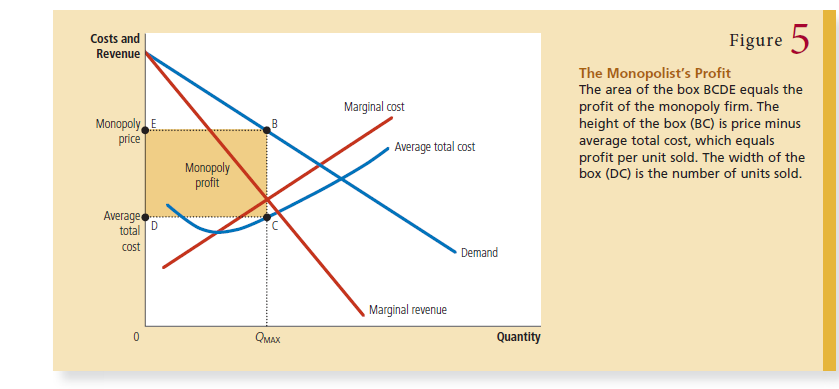 Costs and
Revenue
Figure 5
The Monopolist's Profit
The area of the box BCDE equals the
profit of the monopoly firm. The
height of the box (BC) is price minus
average total cost, which equals
profit per unit sold. The width of the
box (DC) is the number of units sold.
Marginal cost
Monopoly
price
E
B
Average total cost
Monopoly
profit
Average
total
cost
D
C
Demand
Marginal revenue
0
QMAX
Quantity